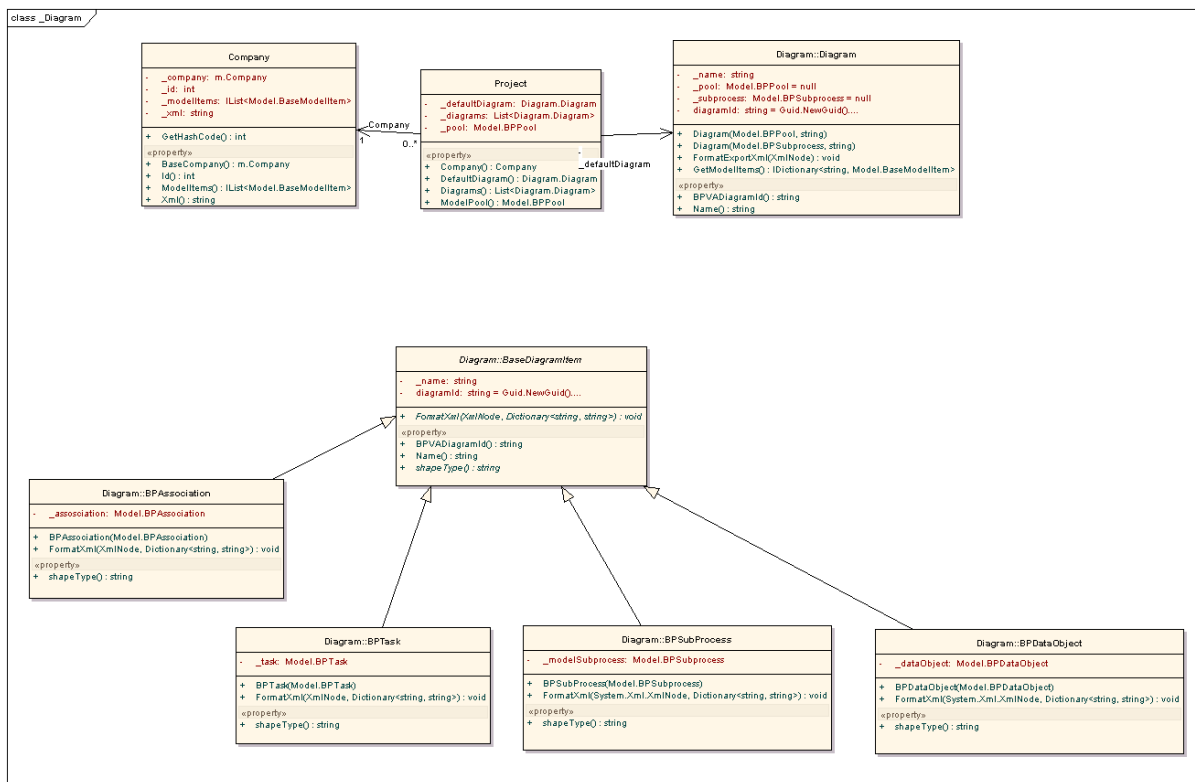 class _Diagram
Company
- _company: m.Company
- _id: int
- _modelItems: IList<Model.BaseModelItem>
- _xml: string
+ GetHashCode() : int
«property»
+ BaseCompany() : m.Company
+ Id() : int
+ ModelItems() : IList<Model.BaseModelItem>
+ Xml() : string
Company
1
0..*
Project
- _defaultDiagram: Diagram.Diagram
- _diagrams: List<Diagram.Diagram>
- _pool: Model.BPPool
«property»
+ Company() : Company
+ DefaultDiagram() : Diagram.Diagram
+ Diagrams() : List<Diagram.Diagram>
+ ModelPool() : Model.BPPool
-
_defaultDiagram
Diagram::Diagram
- _name: string
- _pool: Model.BPPool = null
- _subprocess: Model.BPSubprocess = null
- diagramId: string = Guid.NewGuid()....
+ Diagram(Model.BPPool, string)
+ Diagram(Model.BPSubprocess, string)
+ FormatExportXml(XmlNode) : void
+ GetModelItems() : IDictionary<string, Model.BaseModelItem>
«property»
+ BPVADiagramId() : string
+ Name() : string
Diagram::BaseDiagramItem
- _name: string
- diagramId: string = Guid.NewGuid()....
+ FormatXml(XmlNode, Dictionary<string, string>) : void
«property»
+ BPVADiagramId() : string
+ Name() : string
+ shapeType() : string
Diagram::BPAssociation
- _assosciation: Model.BPAssociation
+ BPAssociation(Model.BPAssociation)
+ FormatXml(XmlNode, Dictionary<string, string>) : void
«property»
+ shapeType() : string
Diagram::BPTask
- _task: Model.BPTask
+ BPTask(Model.BPTask)
+ FormatXml(XmlNode, Dictionary<string, string>) : void
«property»
+ shapeType() : string
Diagram::BPSubProcess
- _modelSubprocess: Model.BPSubprocess
+ BPSubProcess(Model.BPSubprocess)
+ FormatXml(System.Xml.XmlNode, Dictionary<string, string>) : void
«property»
+ shapeType() : string
Diagram::BPDataObject
- _dataObject: Model.BPDataObject
+ BPDataObject(Model.BPDataObject)
+ FormatXml(System.Xml.XmlNode, Dictionary<string, string>) : void
«property»
+ shapeType() : string